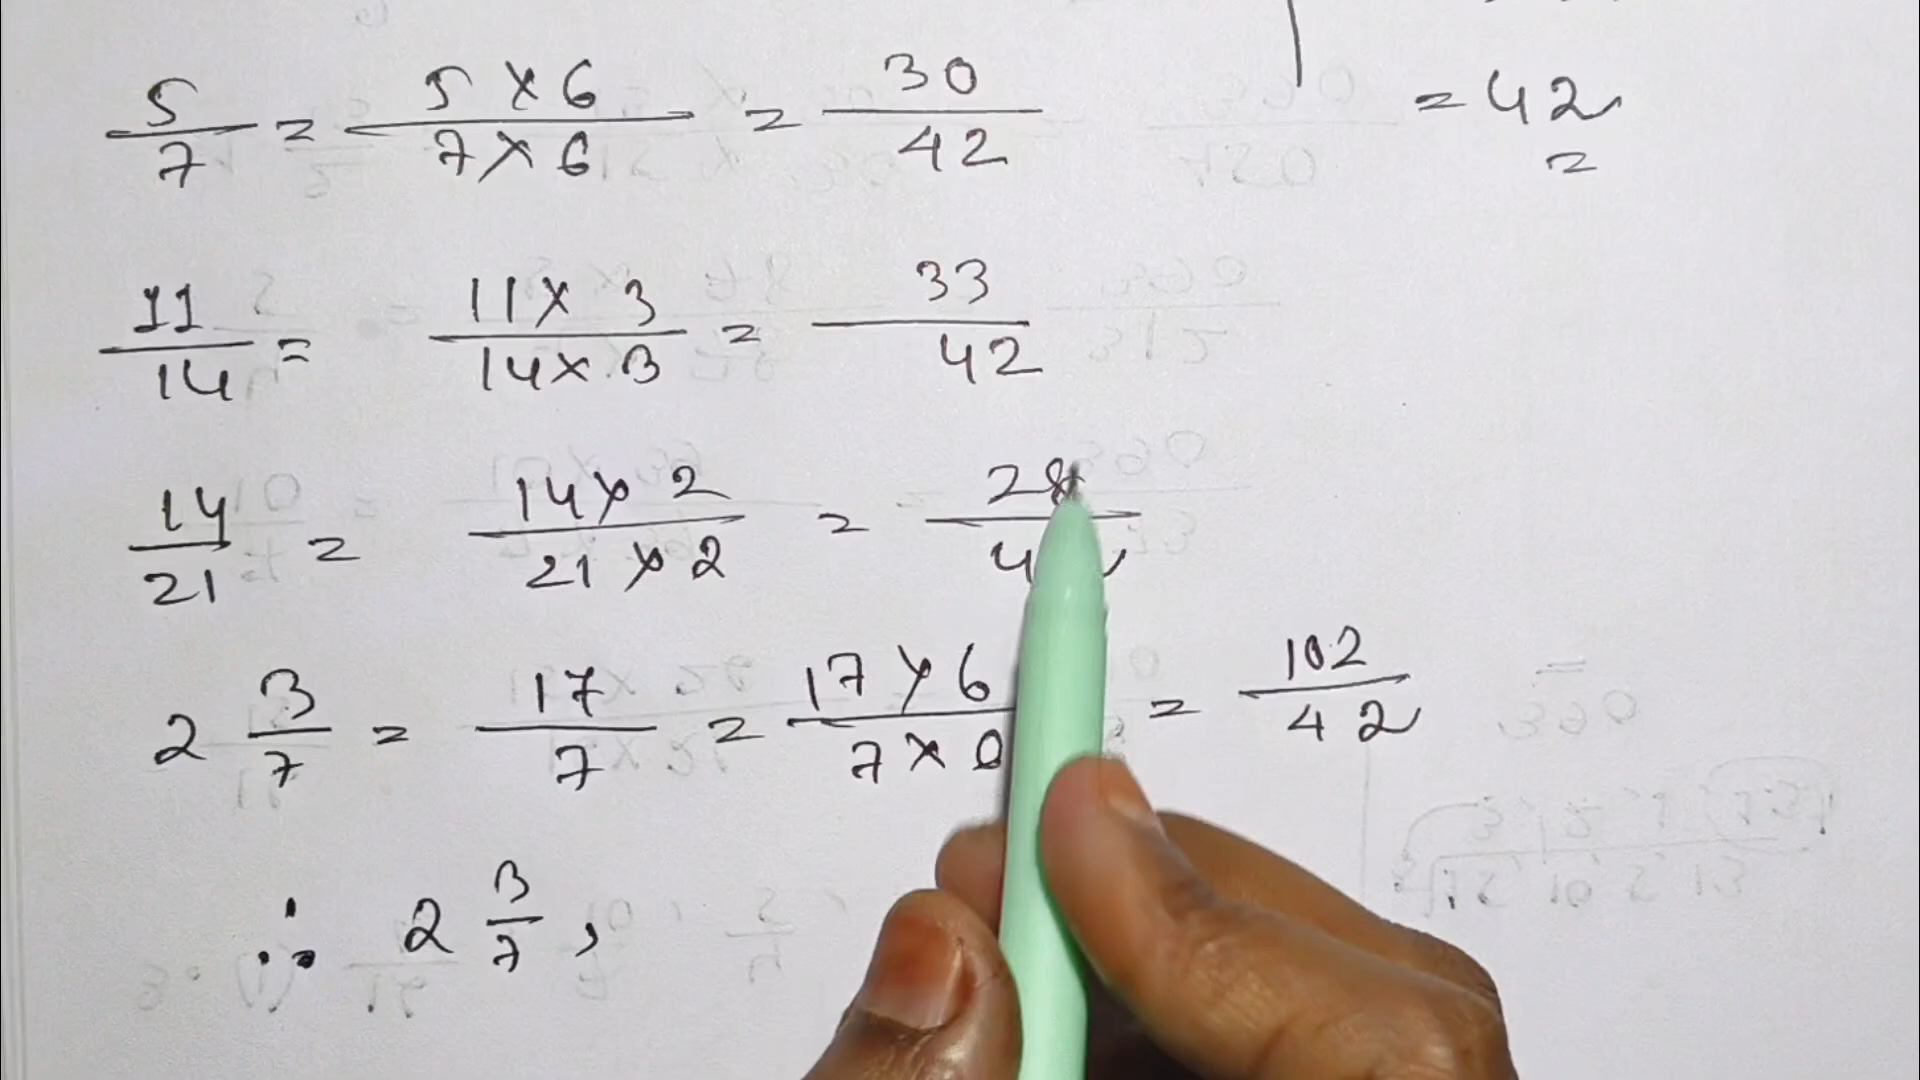 5/7 = 5 × 6 / 7 × 6 = 30/42
= 42
=
11/14 = 11 × 3 / 14 × 3 = 33/42
14/21 = 14 × 2 / 21 × 2 = 28/4
2 3/7 = 17/7 = 17 × 6 / 7 × 6 = 102/42
∴ 2 3/7 ,